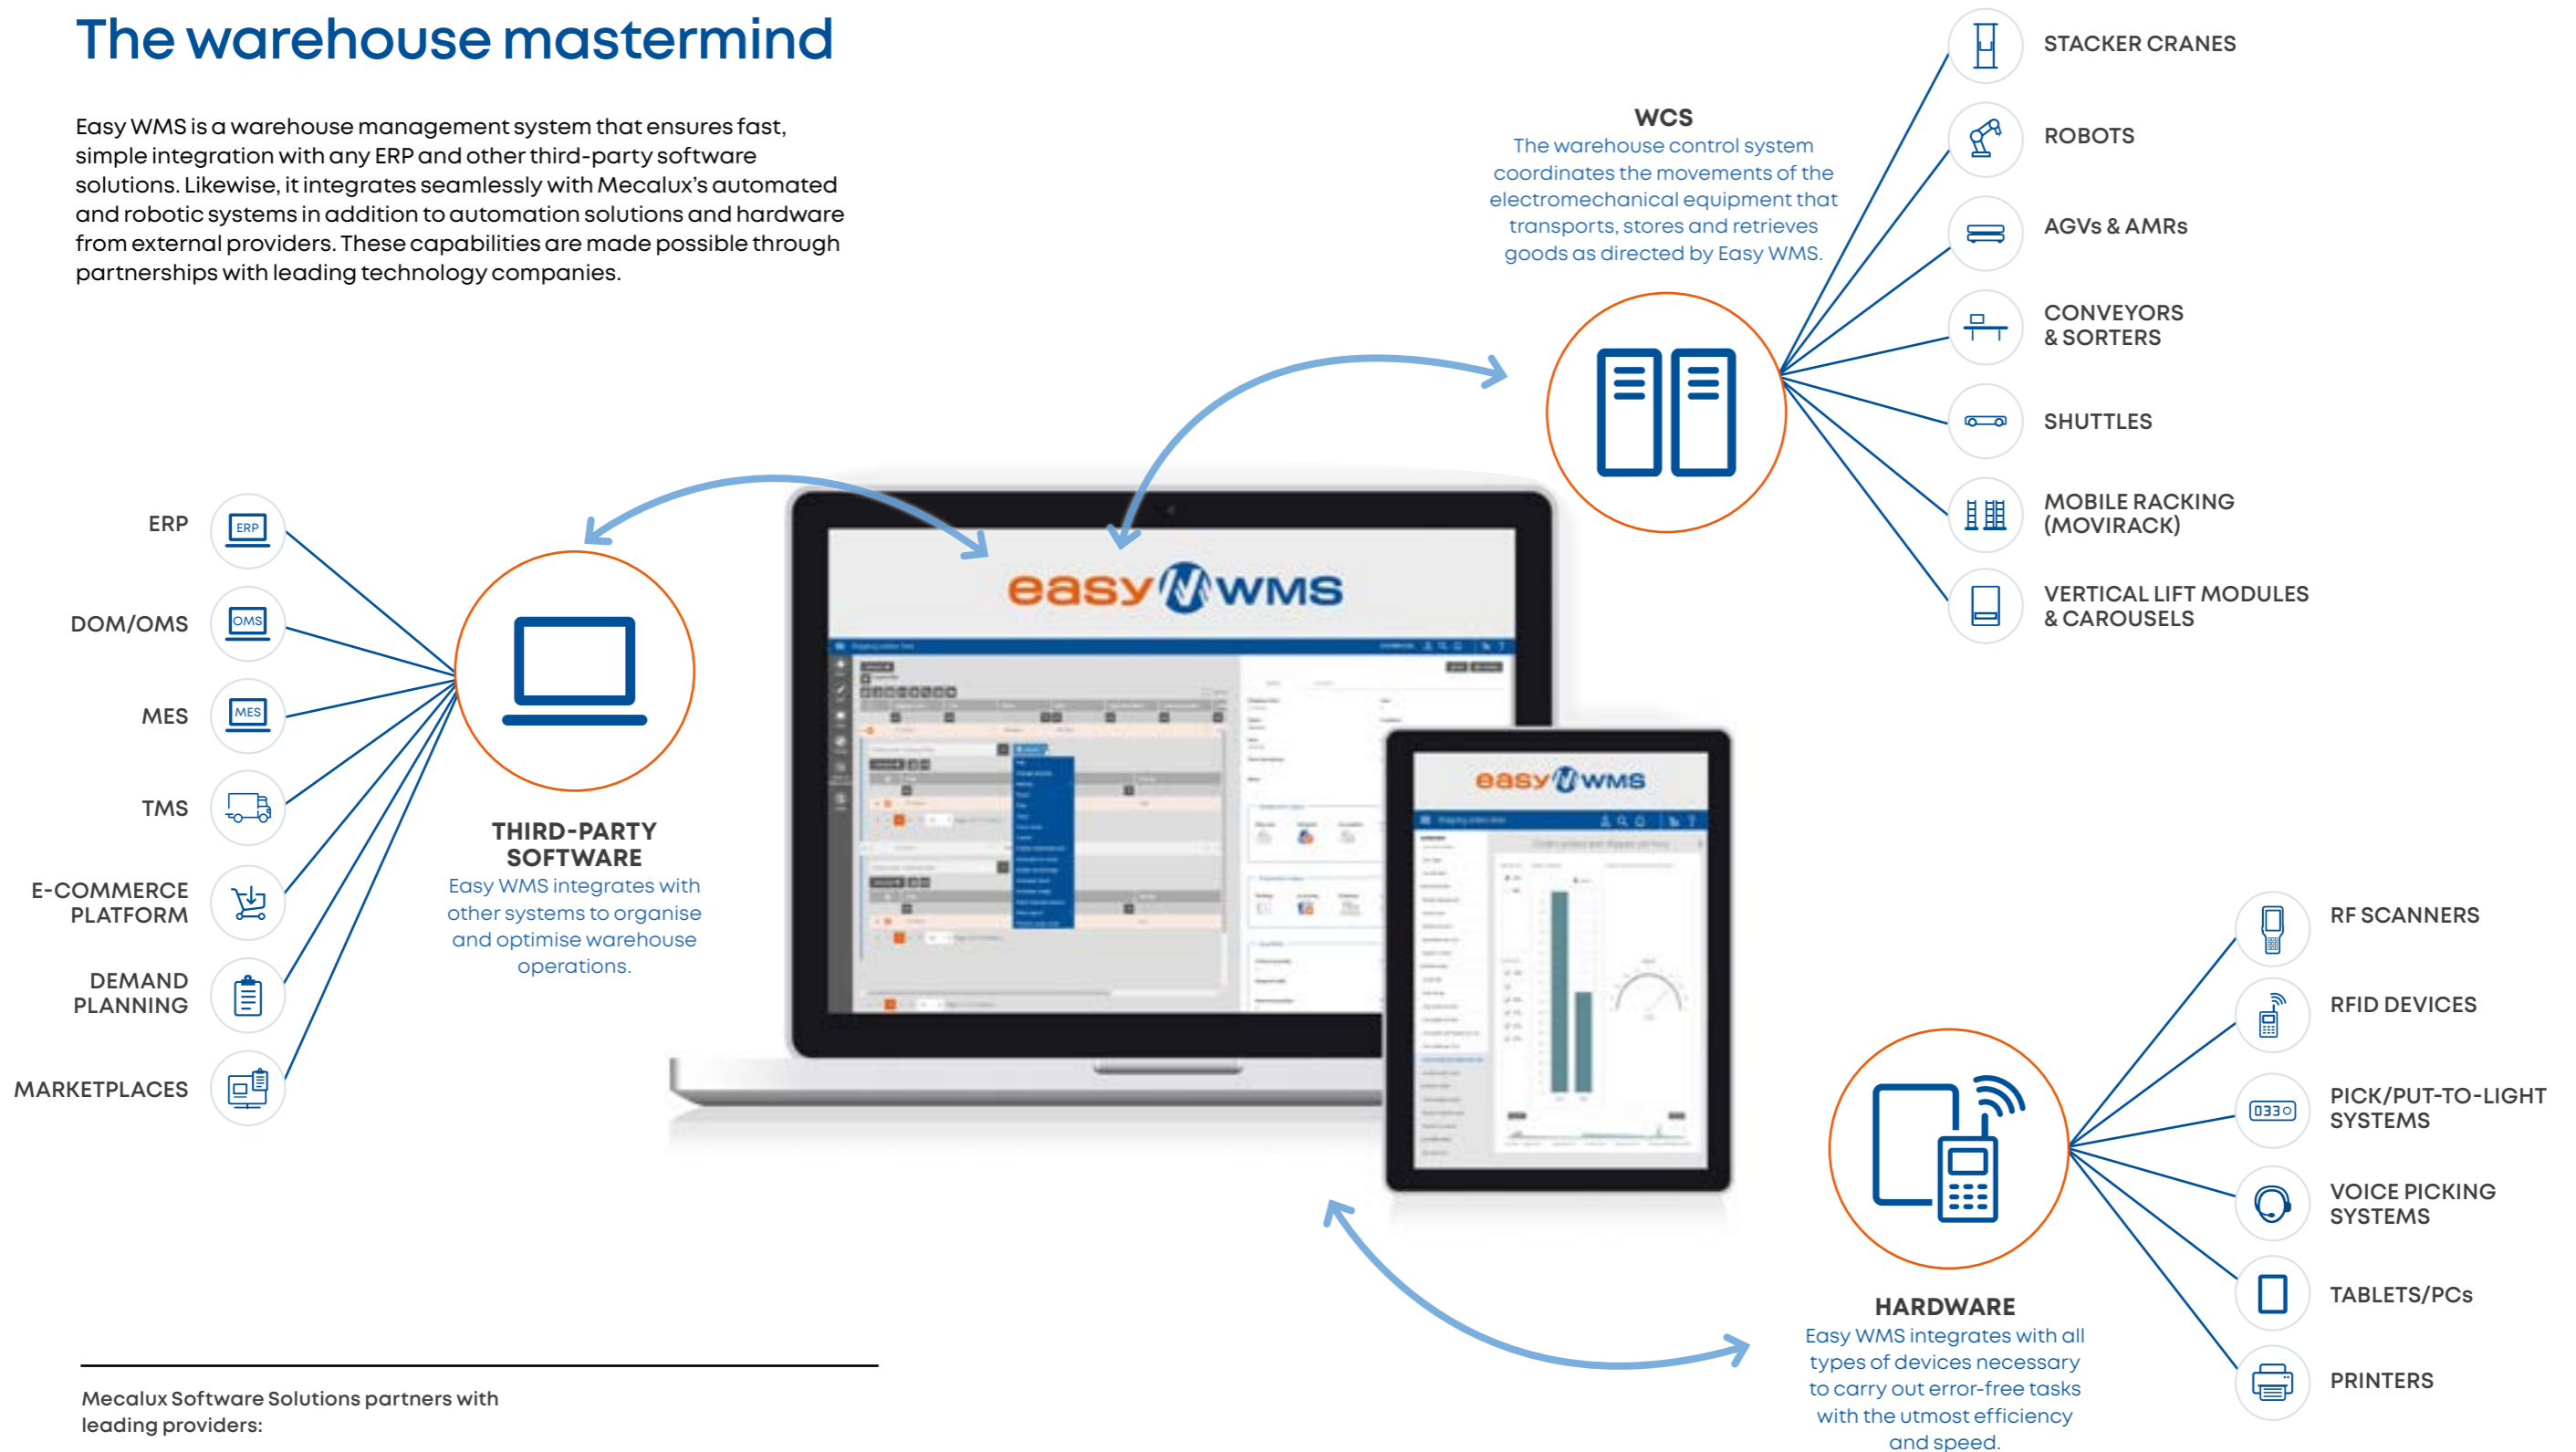 The warehouse mastermind
Easy WMS is a warehouse management system that ensures fast,
simple integration with any ERP and other third-party software
solutions. Likewise, it integrates seamlessly with Mecalux's automated
and robotic systems in addition to automation solutions and hardware
from external providers. These capabilities are made possible through
partnerships with leading technology companies.
WCS
The warehouse control system
coordinates the movements of the
electromechanical equipment that
transports, stores and retrieves
goods as directed by Easy WMS.
STACKER CRANES
ROBOTS
AGVs & AMRs
CONVEYORS
& SORTERS
SHUTTLES
MOBILE RACKING
(MOVIRACK)
VERTICAL LIFT MODULES
& CAROUSELS
ERP
ERP
DOM/OMS
OMS
MES
MES
TMS
E-COMMERCE
PLATFORM
DEMAND
PLANNING
MARKETPLACES
THIRD-PARTY
SOFTWARE
Easy WMS integrates with
other systems to organise
and optimise warehouse
operations.
easy WMS
easy WMS
RF SCANNERS
RFID DEVICES
PICK/PUT-TO-LIGHT
SYSTEMS
033
VOICE PICKING
SYSTEMS
TABLETS/PCs
PRINTERS
HARDWARE
Easy WMS integrates with all
types of devices necessary
to carry out error-free tasks
with the utmost efficiency
and speed.
Mecalux Software Solutions partners with
leading providers: